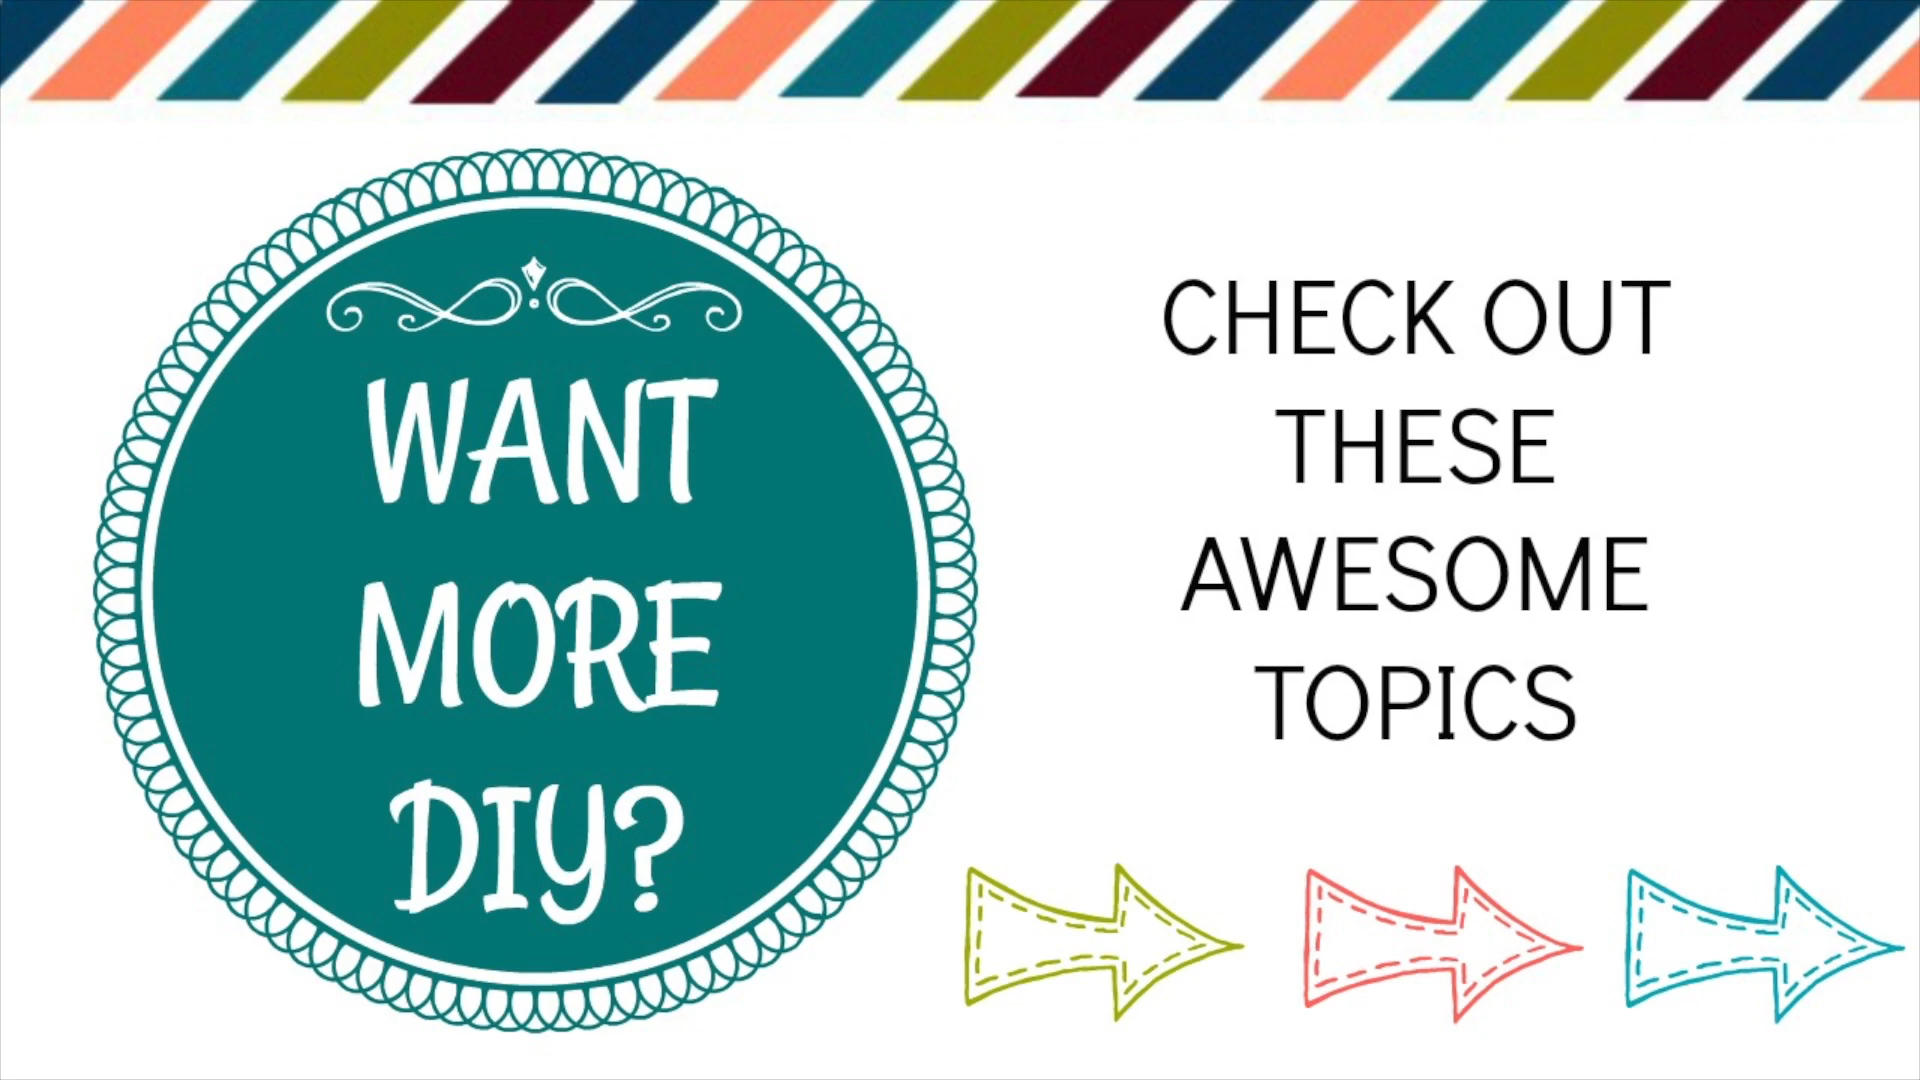 WANT
MORE
DIY?
CHECK OUT
THESE
AWESOME
TOPICS